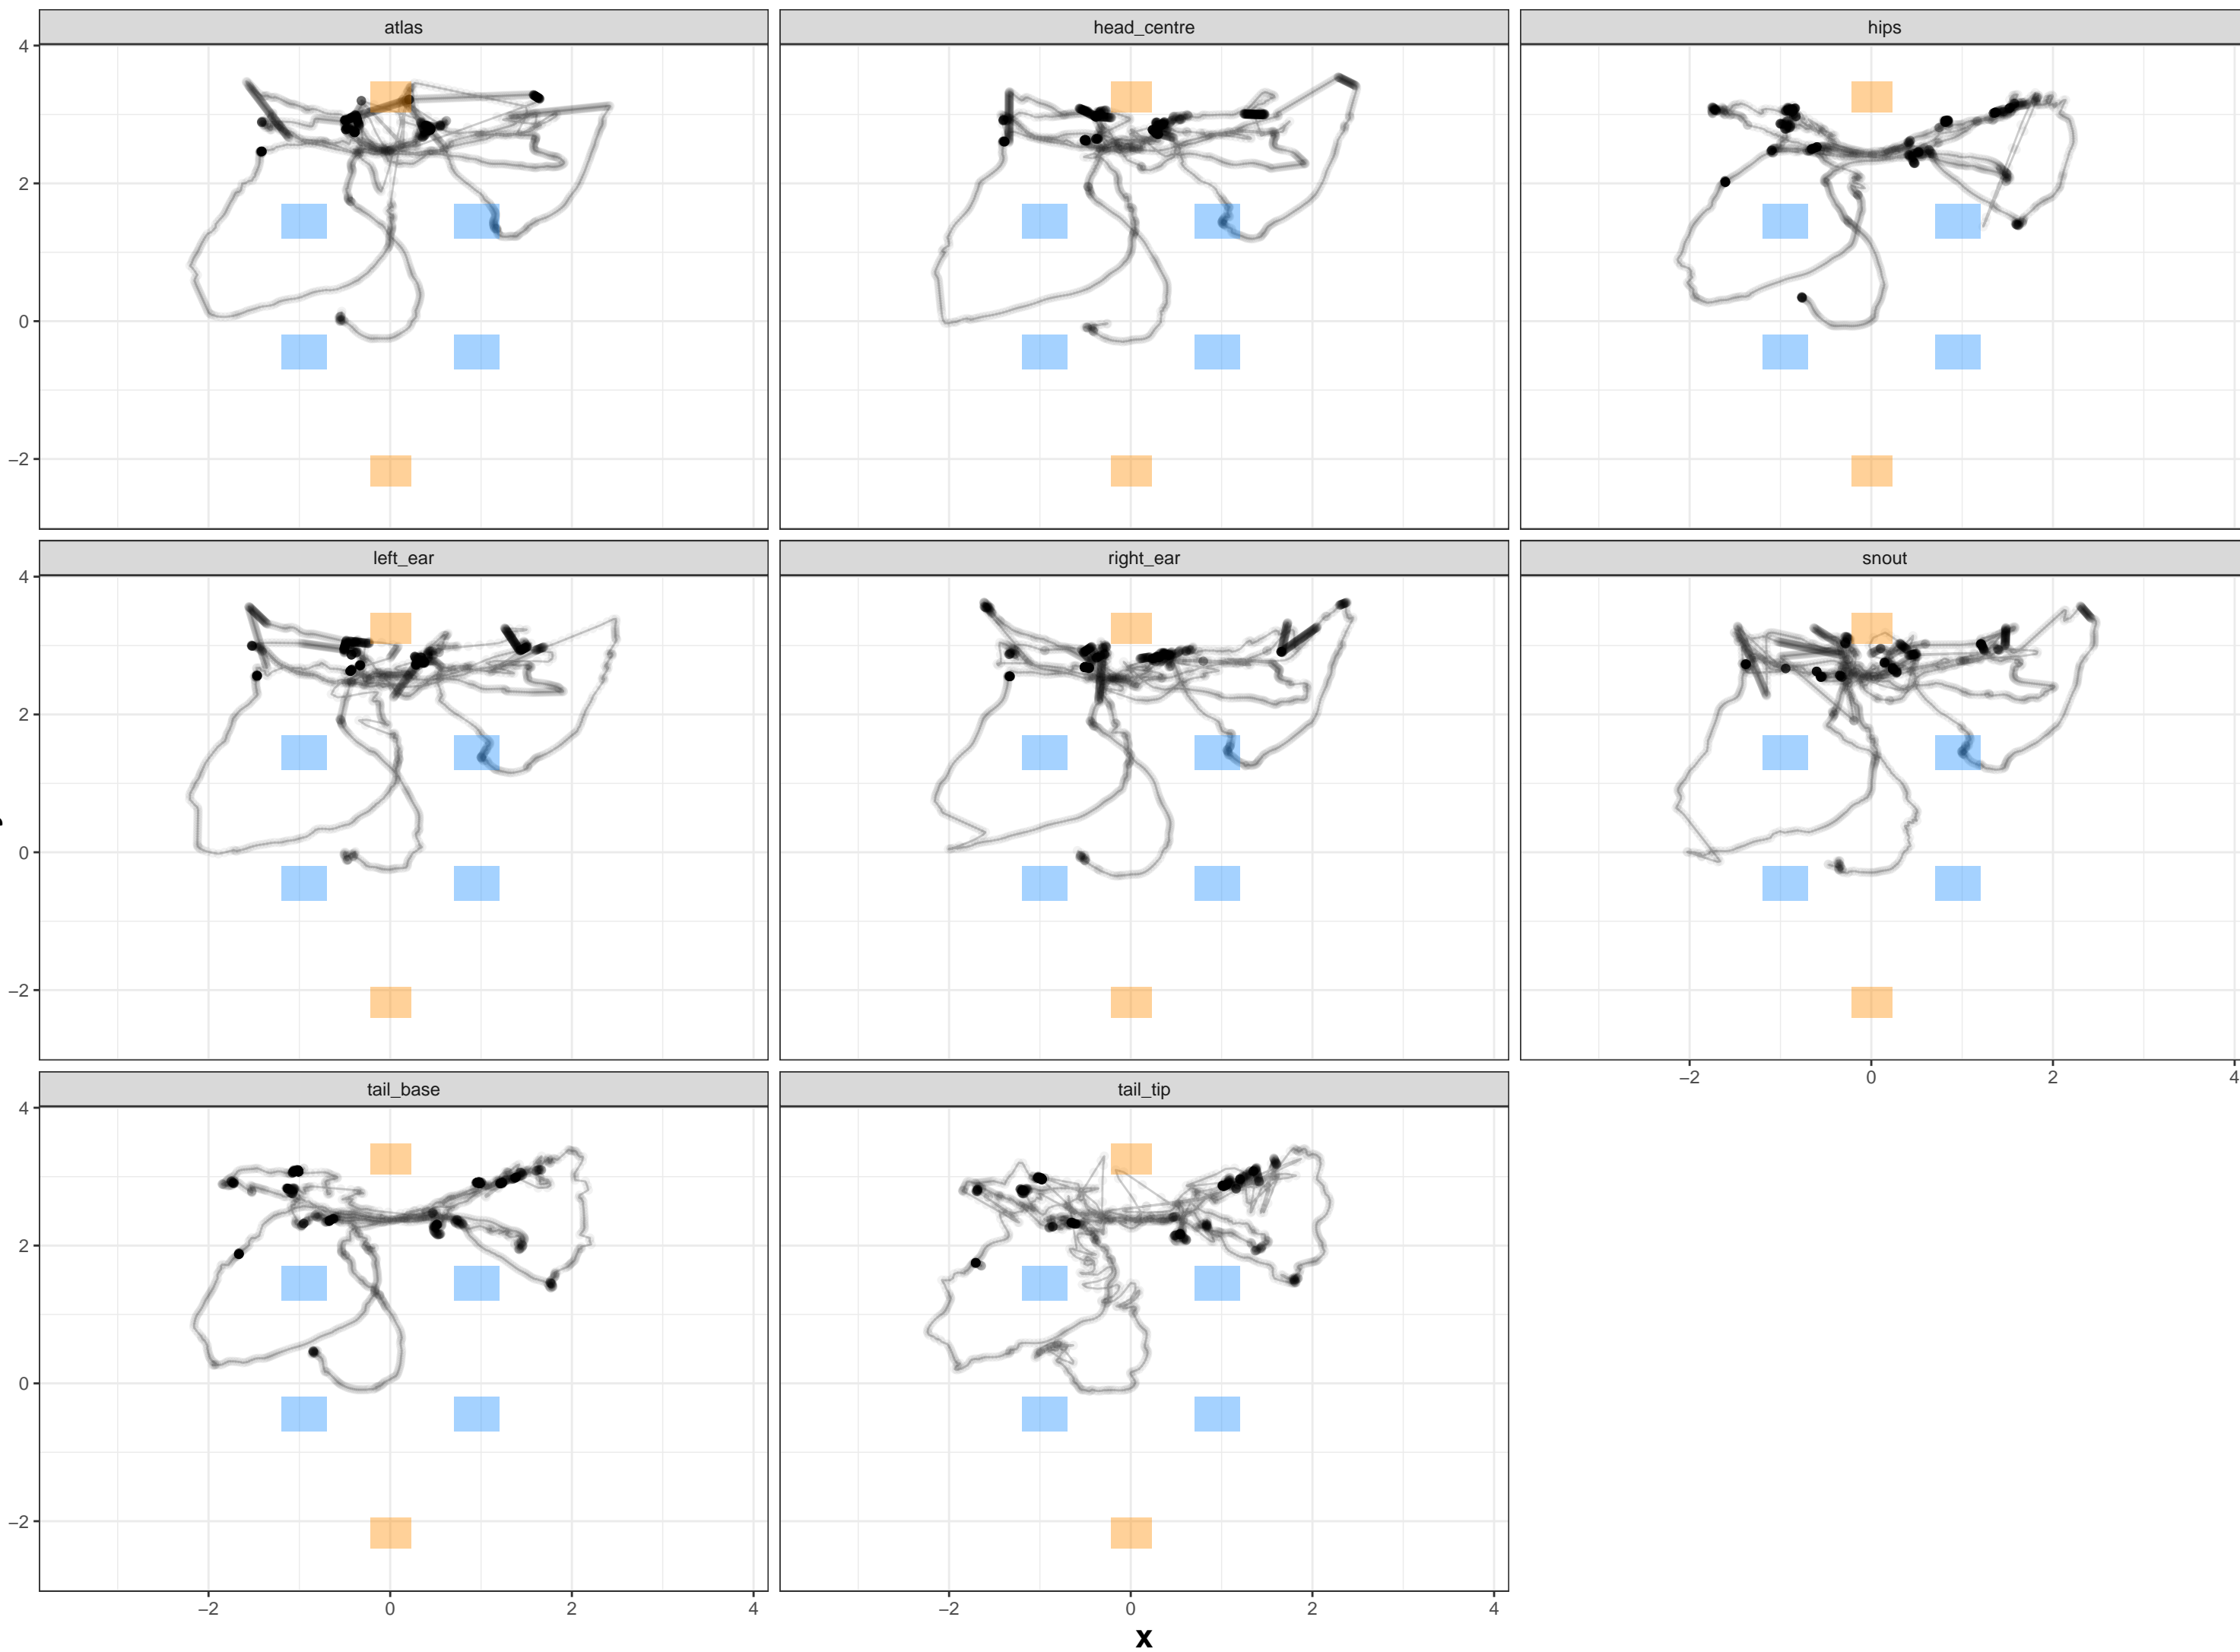 atlas head_centre hips
4
2
0
−2
left_ear right_ear snout
4
2
0
−2
−2 0 2 4
tail_base tail_tip
4
2
0
−2
−2 0 2 4 −2 0 2 4
x